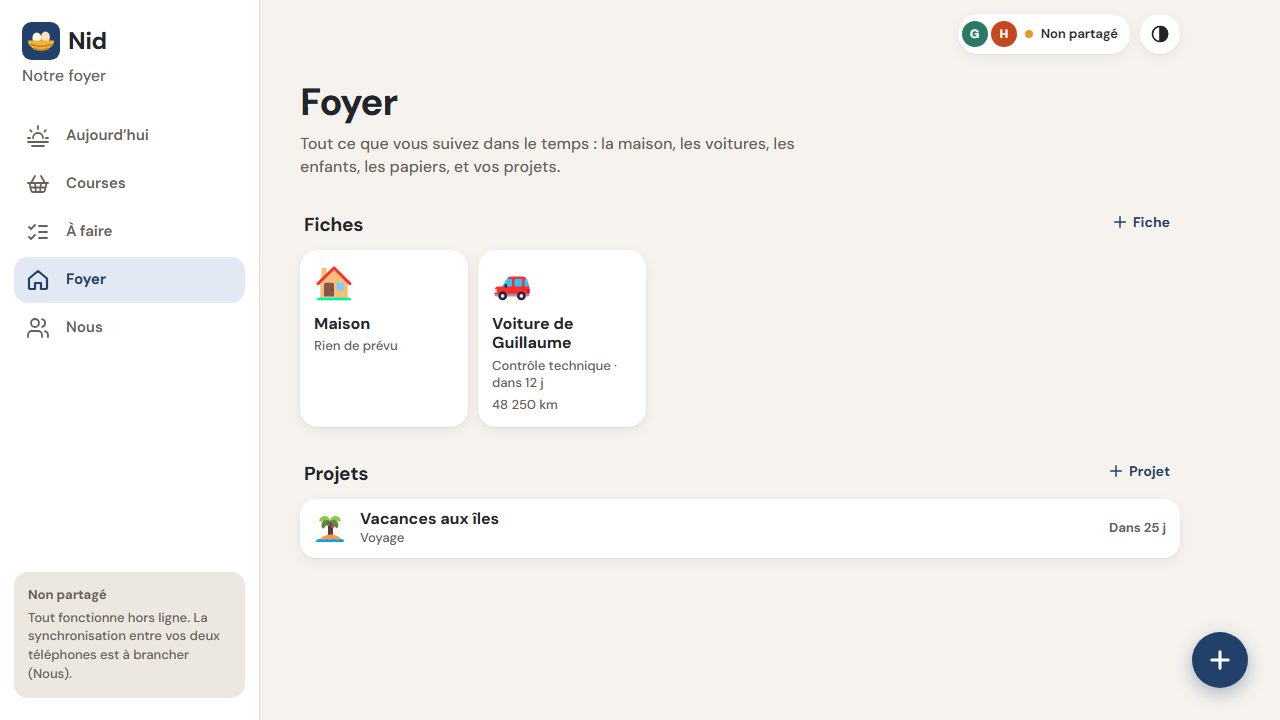 Nid
Notre foyer
Aujourd’hui
Courses
À faire
Foyer
Nous
Non partagé
Tout fonctionne hors ligne. La
synchronisation entre vos deux
téléphones est à brancher
(Nous).
G H Non partagé
Foyer
Tout ce que vous suivez dans le temps : la maison, les voitures, les
enfants, les papiers, et vos projets.
Fiches
+ Fiche
Maison
Rien de prévu
Voiture de
Guillaume
Contrôle technique ·
dans 12 j
48 250 km
Projets
+ Projet
Vacances aux îles
Voyage
Dans 25 j